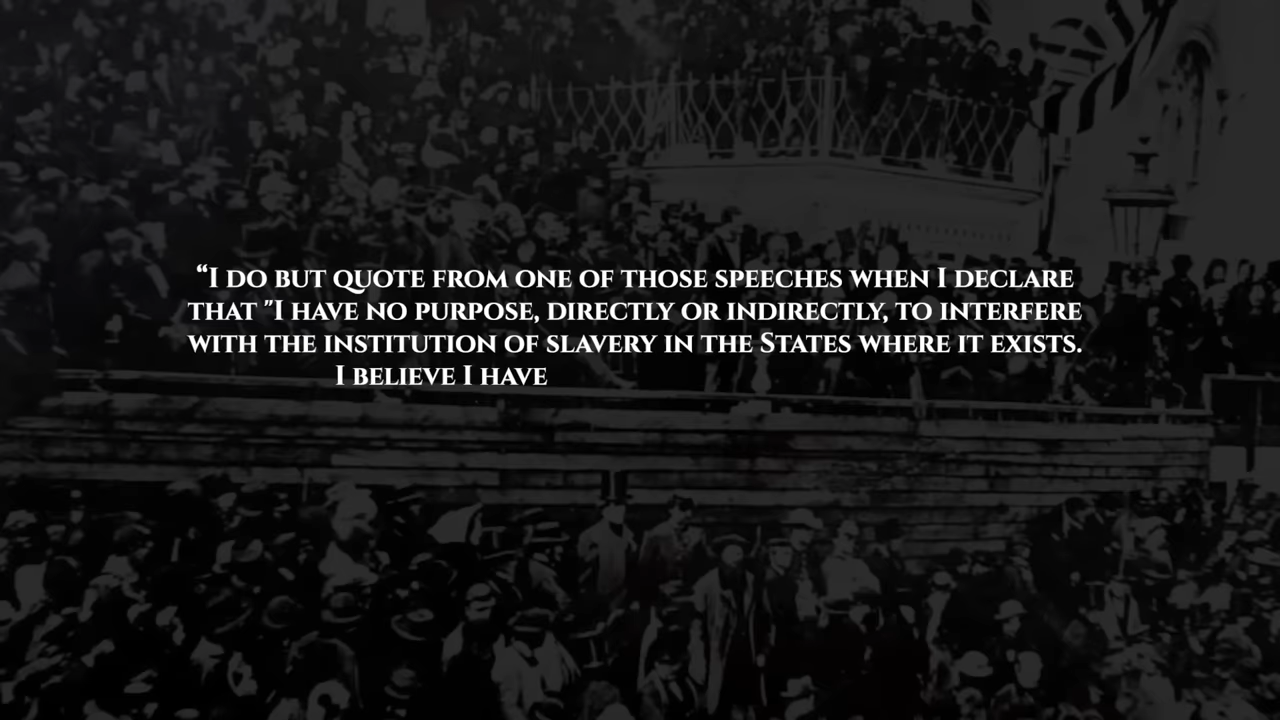 “I DO BUT QUOTE FROM ONE OF THOSE SPEECHES WHEN I DECLARE
THAT "I HAVE NO PURPOSE, DIRECTLY OR INDIRECTLY, TO INTERFERE
WITH THE INSTITUTION OF SLAVERY IN THE STATES WHERE IT EXISTS.
I BELIEVE I HAVE